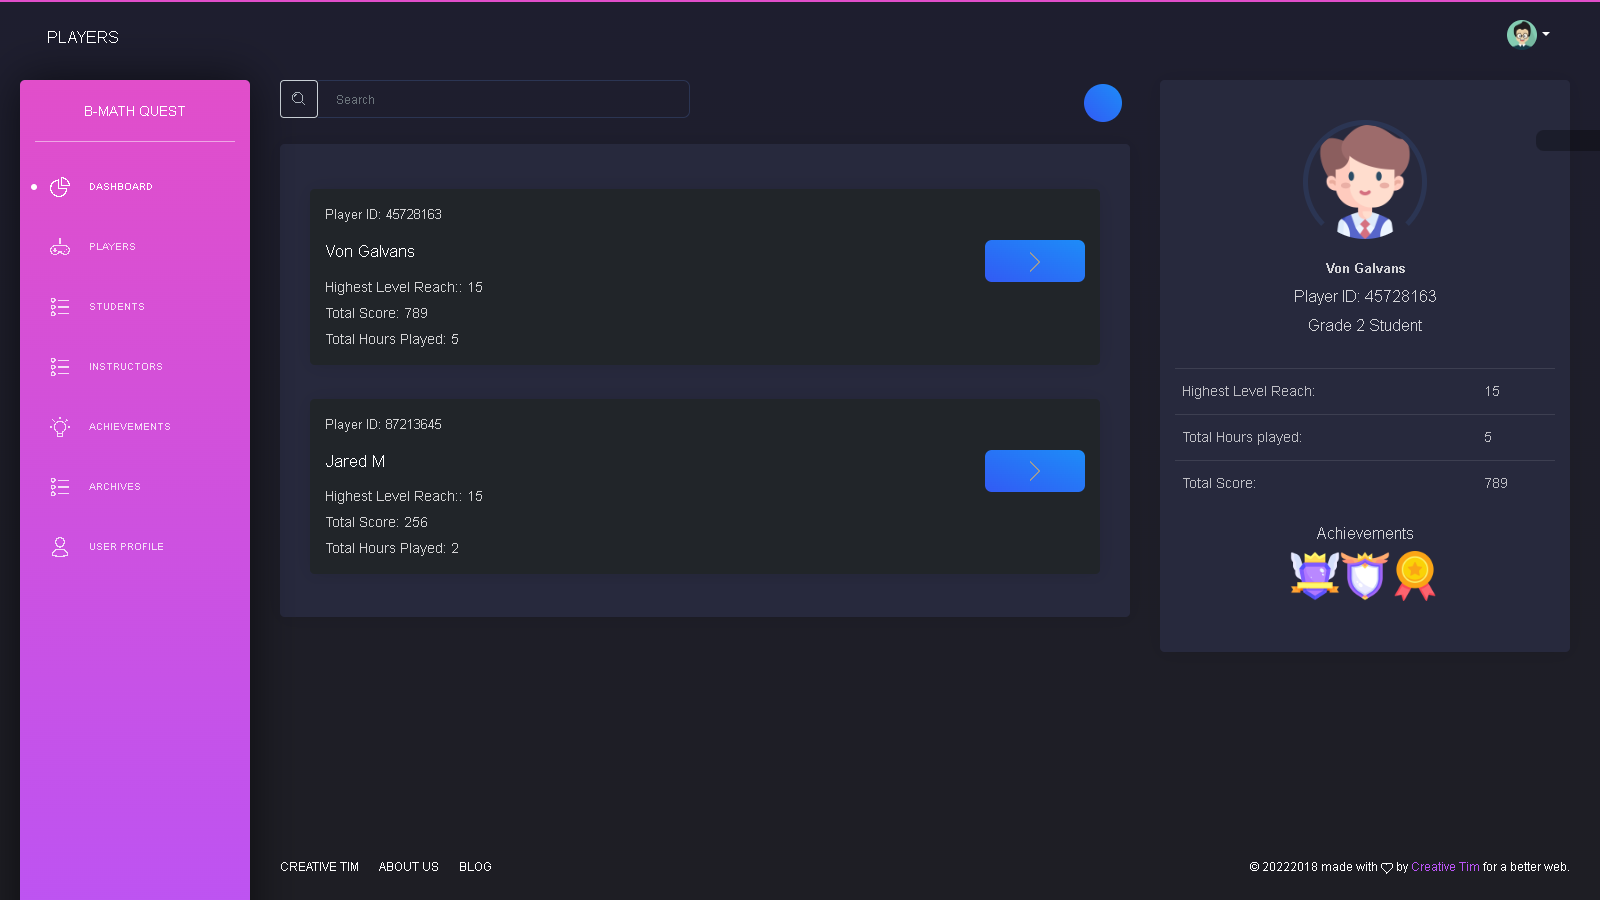 PLAYERS
B-MATH QUEST
DASHBOARD
PLAYERS
STUDENTS
INSTRUCTORS
ACHIEVEMENTS
ARCHIVES
USER PROFILE
Search
Player ID: 45728163
Von Galvans
Highest Level Reach:: 15
Total Score: 789
Total Hours Played: 5
Player ID: 87213645
Jared M
Highest Level Reach:: 15
Total Score: 256
Total Hours Played: 2
Von Galvans
Player ID: 45728163
Grade 2 Student
Highest Level Reach: 15
Total Hours played: 5
Total Score: 789
Achievements
CREATIVE TIM ABOUT US BLOG
© 20222018 made with by Creative Tim for a better web.